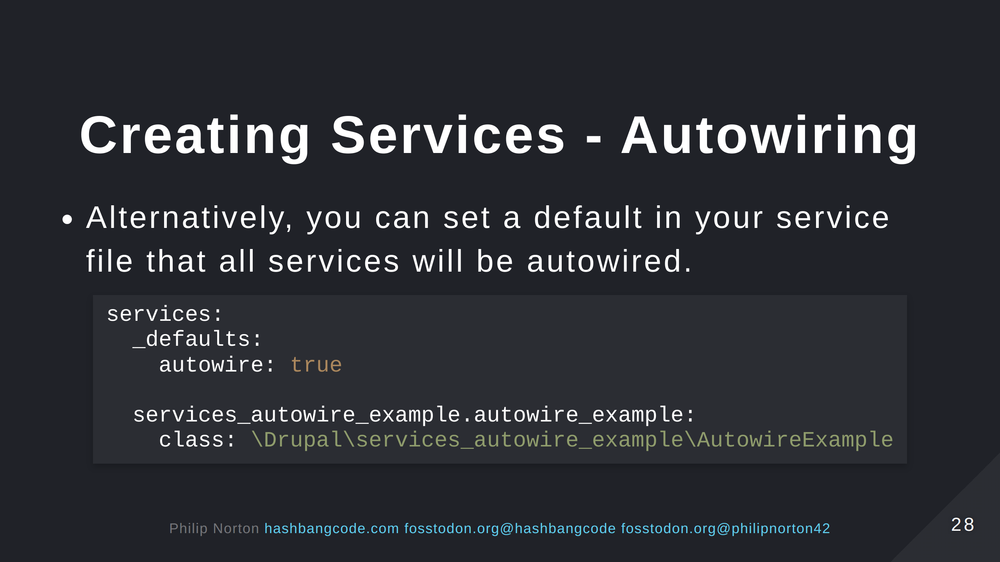 Creating Services - Autowiring
• Alternatively, you can set a default in your service
file that all services will be autowired.
services:
  _defaults:
    autowire: true

  services_autowire_example.autowire_example:
    class: \Drupal\services_autowire_example\AutowireExample
Philip Norton hashbangcode.com fosstodon.org@hashbangcode fosstodon.org@philipnorton42
28